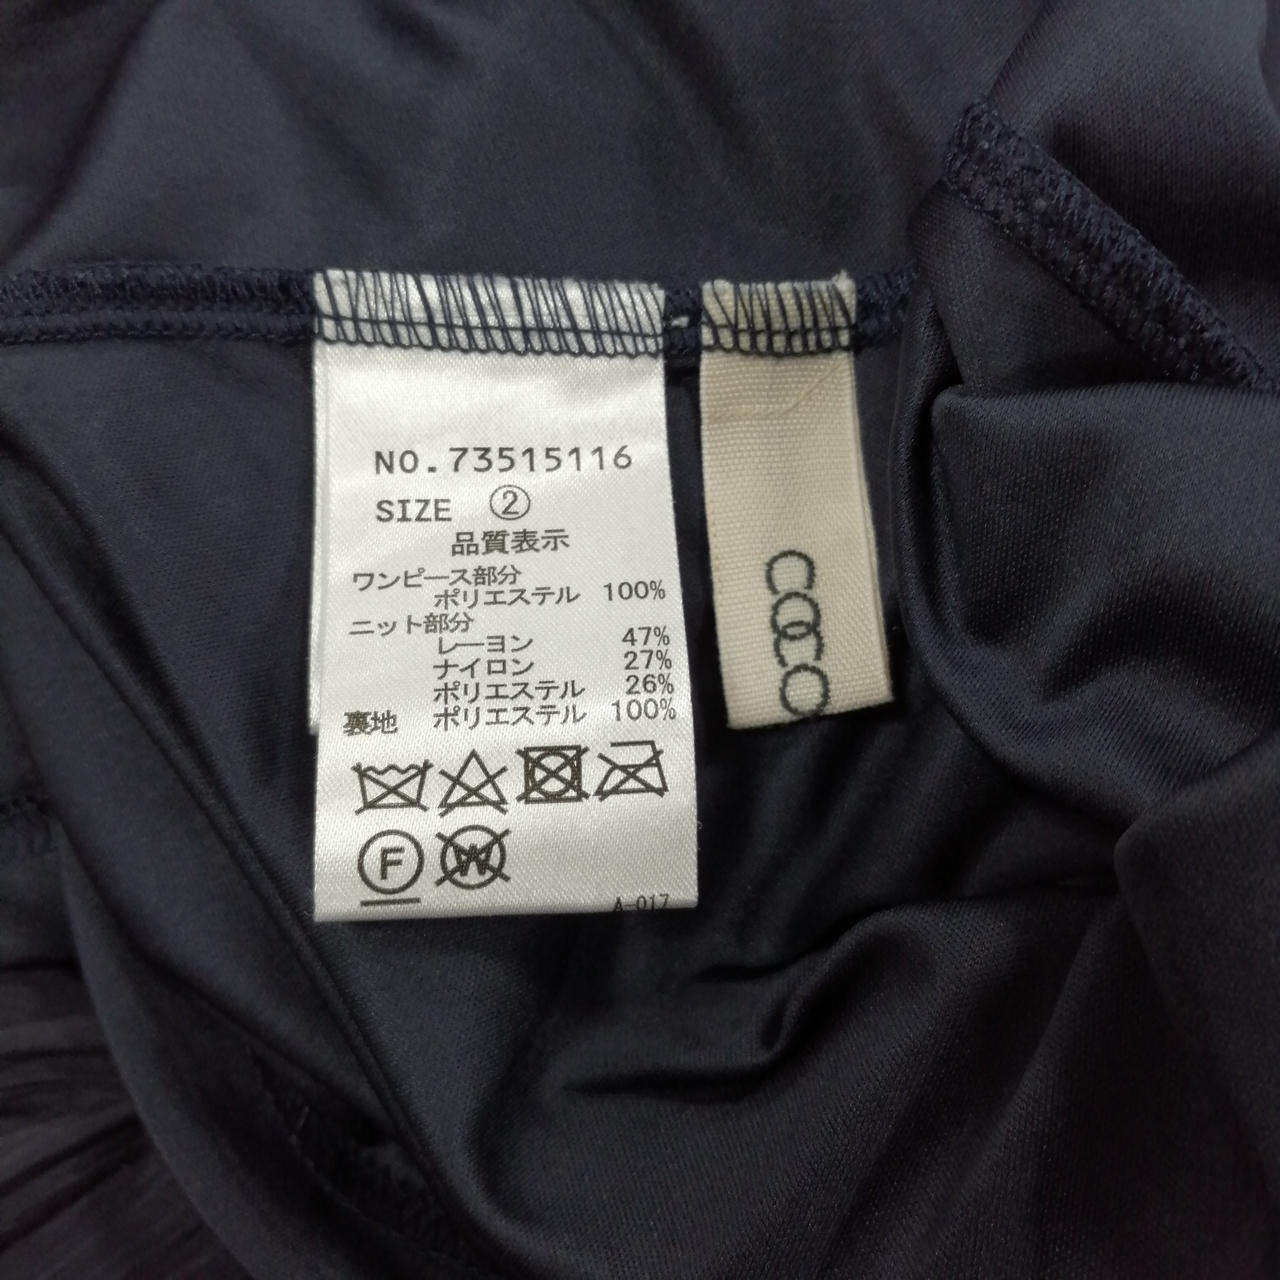 NO.73515116
SIZE ②
品質表示
ワンピース部分
ポリエステル 100%
ニット部分
レーヨン 47%
ナイロン 27%
ポリエステル 26%
裏地 ポリエステル 100%
F W
A-017
COCO